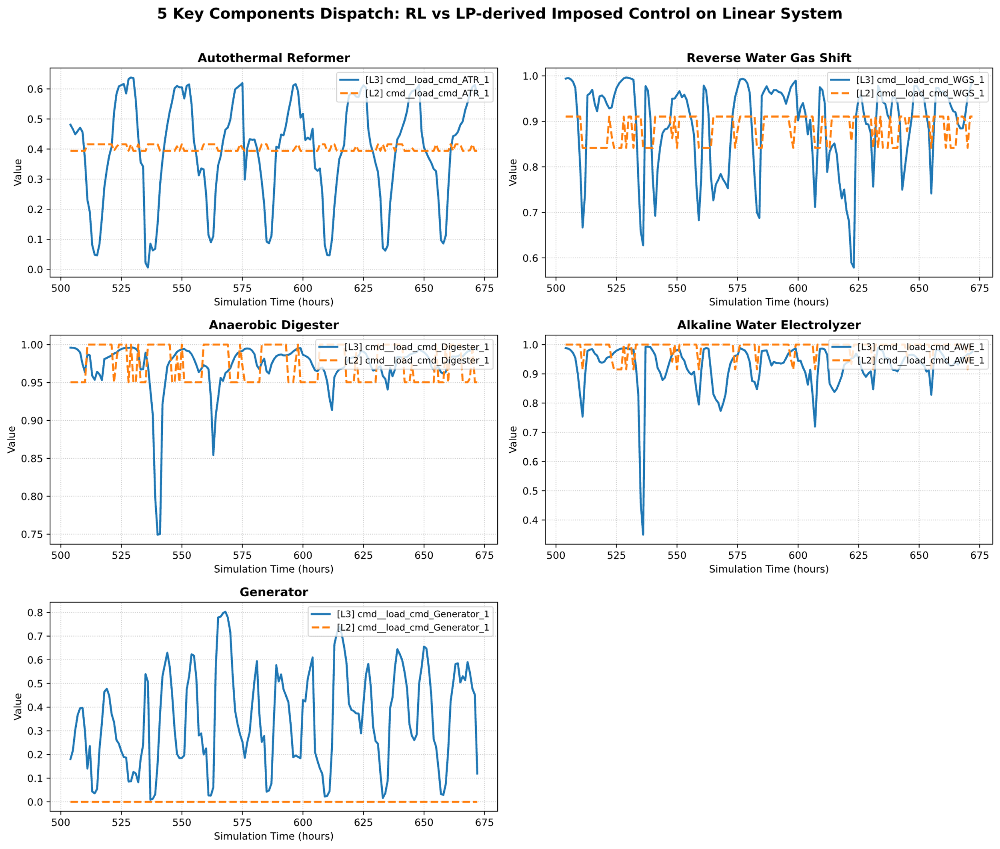 5 Key Components Dispatch: RL vs LP-derived Imposed Control on Linear System
Autothermal Reformer
[L3] cmd__load_cmd_ATR_1
[L2] cmd__load_cmd_ATR_1
Value
0.6
0.5
0.4
0.3
0.2
0.1
0.0
500 525 550 575 600 625 650 675
Simulation Time (hours)
Reverse Water Gas Shift
[L3] cmd__load_cmd_WGS_1
[L2] cmd__load_cmd_WGS_1
Value
1.0
0.9
0.8
0.7
0.6
500 525 550 575 600 625 650 675
Simulation Time (hours)
Anaerobic Digester
[L3] cmd__load_cmd_Digester_1
[L2] cmd__load_cmd_Digester_1
Value
1.00
0.95
0.90
0.85
0.80
0.75
500 525 550 575 600 625 650 675
Simulation Time (hours)
Alkaline Water Electrolyzer
[L3] cmd__load_cmd_AWE_1
[L2] cmd__load_cmd_AWE_1
Value
1.0
0.9
0.8
0.7
0.6
0.5
0.4
500 525 550 575 600 625 650 675
Simulation Time (hours)
Generator
[L3] cmd__load_cmd_Generator_1
[L2] cmd__load_cmd_Generator_1
Value
0.8
0.7
0.6
0.5
0.4
0.3
0.2
0.1
0.0
500 525 550 575 600 625 650 675
Simulation Time (hours)